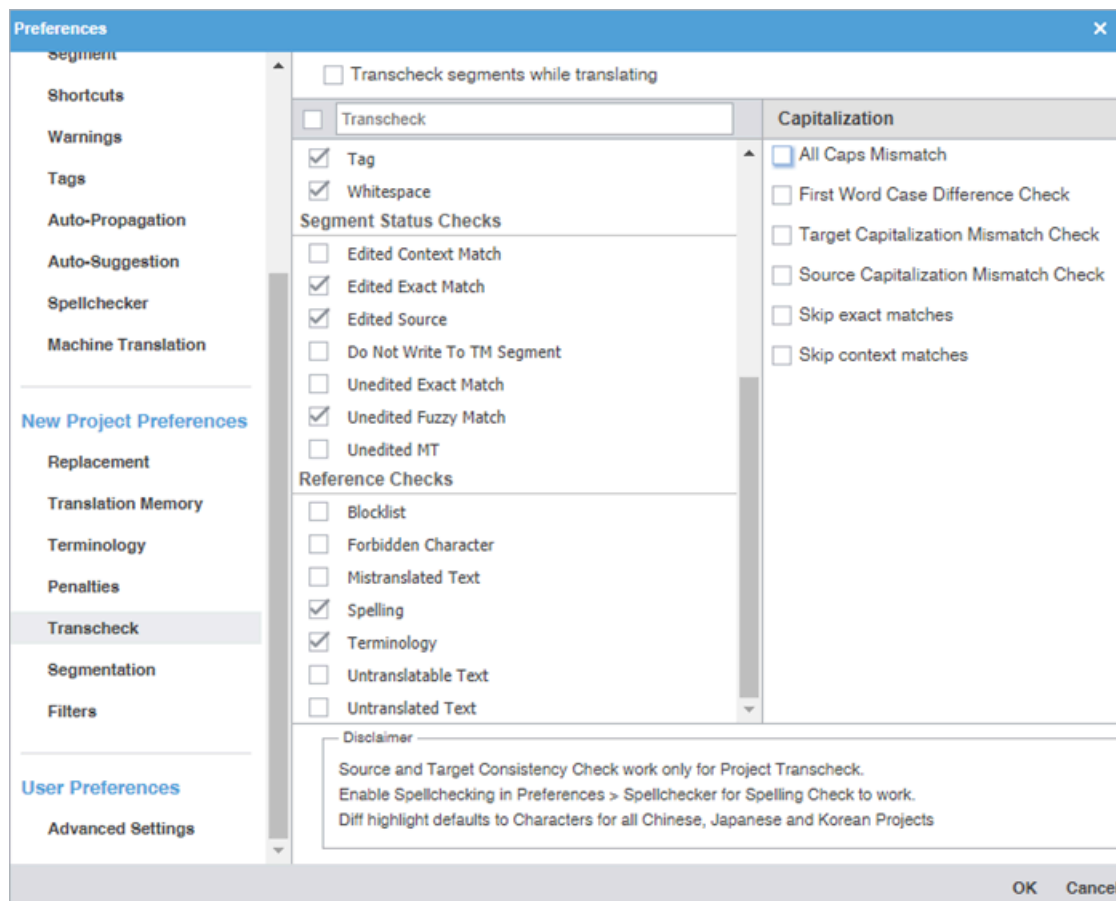 Preferences
Segment
Shortcuts
Warnings
Tags
Auto-Propagation
Auto-Suggestion
Spellchecker
Machine Translation
New Project Preferences
Replacement
Translation Memory
Terminology
Penalties
Transcheck
Segmentation
Filters
User Preferences
Advanced Settings
Transcheck segments while translating
Transcheck
Tag
Whitespace
Segment Status Checks
Edited Context Match
Edited Exact Match
Edited Source
Do Not Write To TM Segment
Unedited Exact Match
Unedited Fuzzy Match
Unedited MT
Reference Checks
Blocklist
Forbidden Character
Mistranslated Text
Spelling
Terminology
Untranslatable Text
Untranslated Text
Capitalization
All Caps Mismatch
First Word Case Difference Check
Target Capitalization Mismatch Check
Source Capitalization Mismatch Check
Skip exact matches
Skip context matches
Disclaimer
Source and Target Consistency Check work only for Project Transcheck.
Enable Spellchecking in Preferences > Spellchecker for Spelling Check to work.
Diff highlight defaults to Characters for all Chinese, Japanese and Korean Projects
OK Cancel